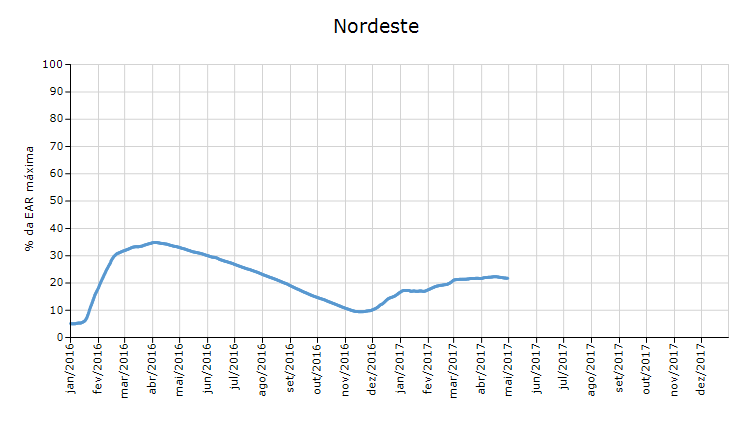 Nordeste
% da EAR máxima
100
90
80
70
60
50
40
30
20
10
0
jan/2016
fev/2016
mar/2016
abr/2016
mai/2016
jun/2016
jul/2016
ago/2016
set/2016
out/2016
nov/2016
dez/2016
jan/2017
fev/2017
mar/2017
abr/2017
mai/2017
jun/2017
jul/2017
ago/2017
set/2017
out/2017
nov/2017
dez/2017